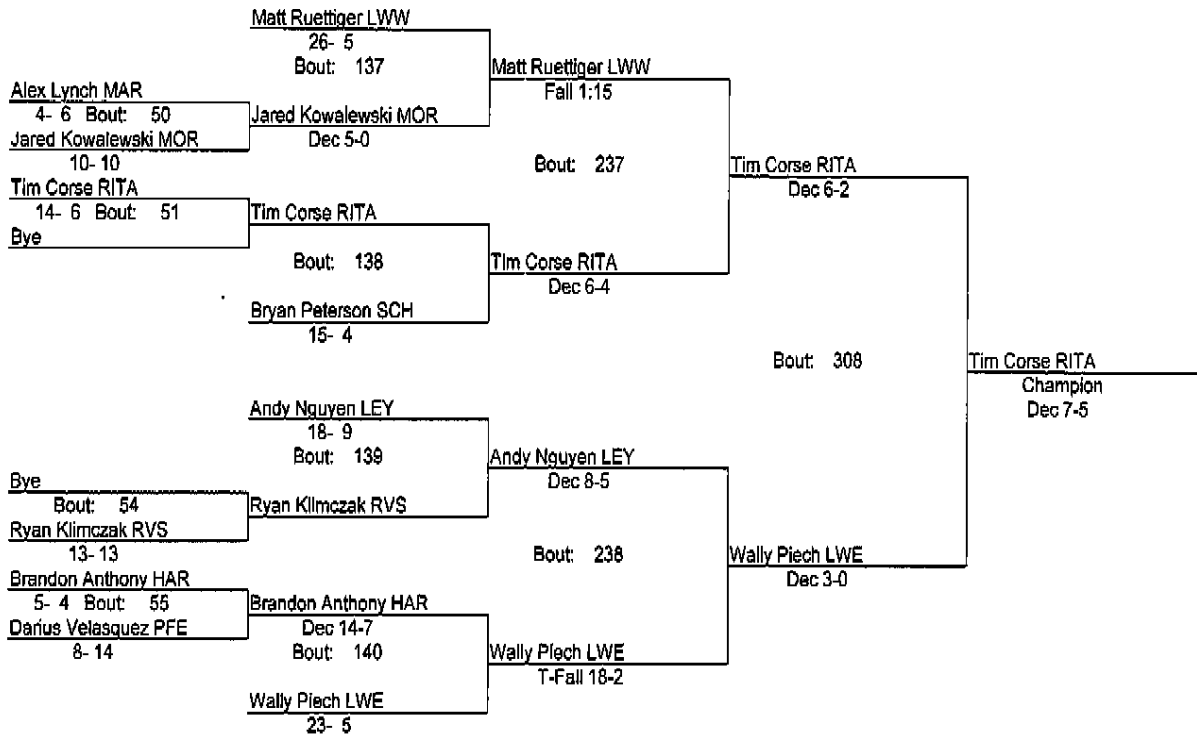 Matt Ruettiger LWW
26- 5
Bout: 137
Matt Ruettiger LWW
Fall 1:15
Alex Lynch MAR
4- 6 Bout: 50
Jared Kowalewski MOR
Dec 5-0
Jared Kowalewski MOR
10- 10
Bout: 237
Tim Corse RITA
Dec 6-2
Tim Corse RITA
14- 6 Bout: 51
Tim Corse RITA
Bye
Bout: 138
Tim Corse RITA
Dec 6-4
Bryan Peterson SCH
15- 4
Bout: 308
Tim Corse RITA
Champion
Dec 7-5
Andy Nguyen LEY
18- 9
Bout: 139
Andy Nguyen LEY
Dec 8-5
Bye
Bout: 54
Ryan Klimczak RVS
Ryan Klimczak RVS
13- 13
Bout: 238
Wally Piech LWE
Dec 3-0
Brandon Anthony HAR
5- 4 Bout: 55
Brandon Anthony HAR
Dec 14-7
Darius Velasquez PFE
8- 14
Bout: 140
Wally Piech LWE
T-Fall 18-2
Wally Piech LWE
23- 5